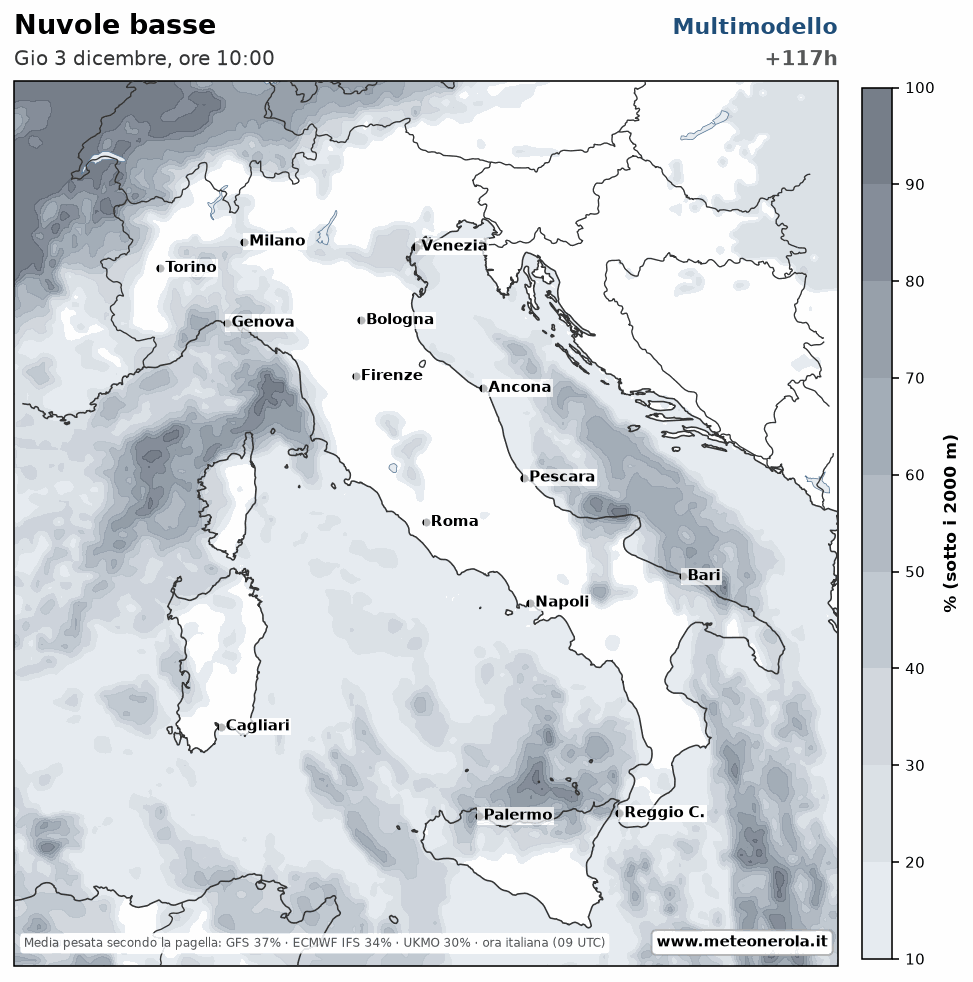 Nuvole basse
Multimodello
Gio 3 dicembre, ore 10:00
+117h
Milano
Venezia
Torino
Genova
Bologna
Firenze
Ancona
Pescara
Roma
Bari
Napoli
Cagliari
Palermo
Reggio C.
100
90
80
70
60
50
40
30
20
10
% (sotto i 2000 m)
Media pesata secondo la pagella: GFS 37% · ECMWF IFS 34% · UKMO 30% · ora italiana (09 UTC)
www.meteonerola.it